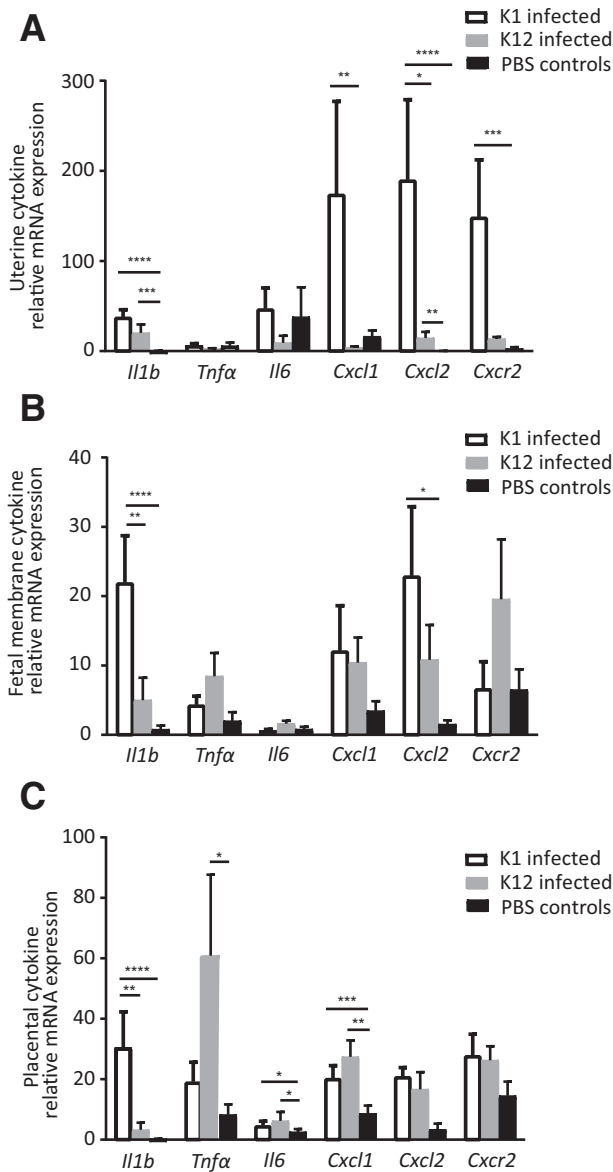 A
K1 infected
K12 infected
PBS controls
Uterine cytokine
relative mRNA expression
300
200
100
0
**
****
*
***
****
***
**
Il1b Tnfα Il6 Cxcl1 Cxcl2 Cxcr2
B
K1 infected
K12 infected
PBS controls
Fetal membrane cytokine
relative mRNA expression
40
30
20
10
0
****
**
*
Il1b Tnfα Il6 Cxcl1 Cxcl2 Cxcr2
C
K1 infected
K12 infected
PBS controls
Placental cytokine
relative mRNA expression
100
80
60
40
20
0
*
****
**
***
**
*
*
Il1b Tnfα Il6 Cxcl1 Cxcl2 Cxcr2